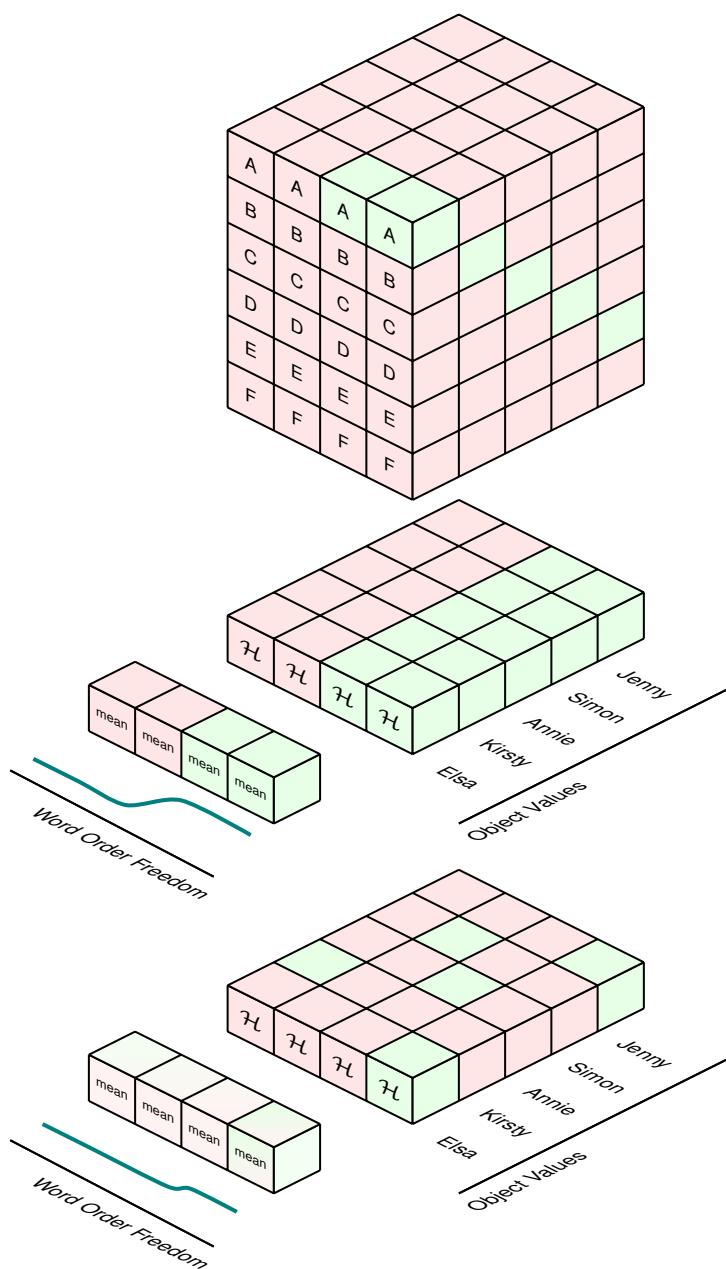 A A A A
B B B B
C C C C
D D D D
E E E E
F F F F
ℋ ℋ ℋ ℋ
mean mean mean mean
Elsa
Kirsty
Annie
Simon
Jenny
Object Values
Word Order Freedom
ℋ ℋ ℋ ℋ
mean mean mean mean
Elsa
Kirsty
Annie
Simon
Jenny
Object Values
Word Order Freedom